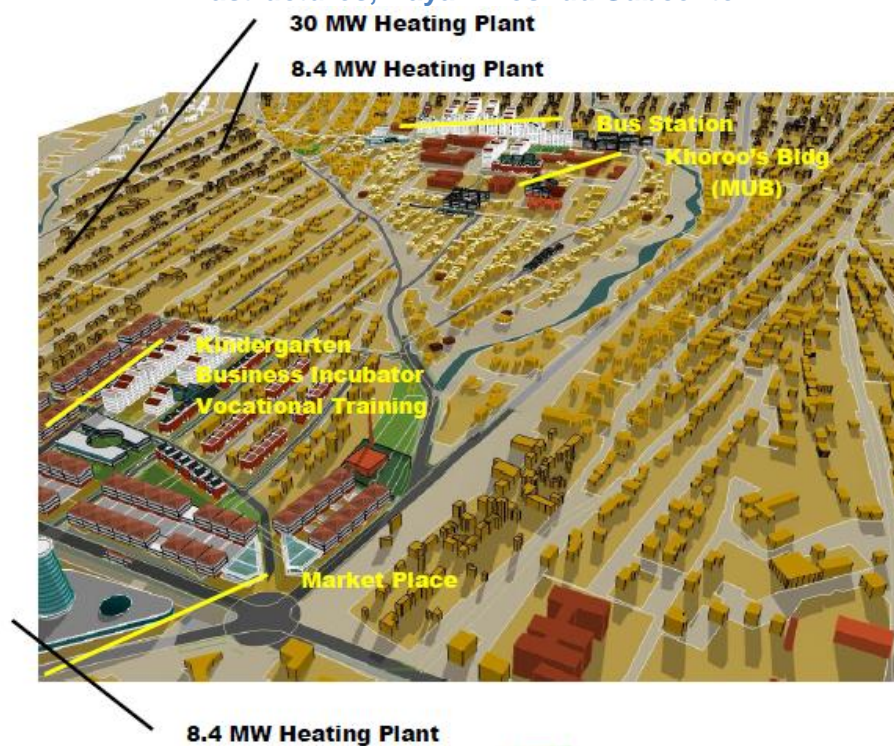 30 MW Heating Plant
8.4 MW Heating Plant
Bus Station
Khoroo's Bldg
(MUB)
Kindergarten
Business Incubator
Vocational Training
Market Place
8.4 MW Heating Plant